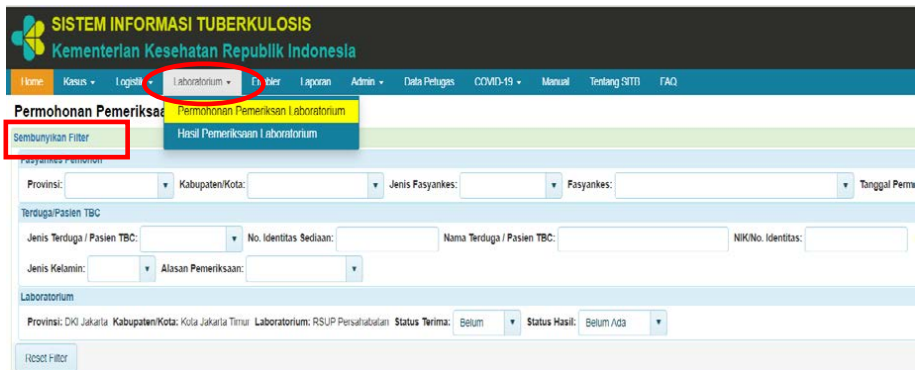 SISTEM INFORMASI TUBERKULOSIS
Kementerian Kesehatan Republik Indonesia
Home Kasus Logistik Laboratorium Laporan Admin Data Petugas COVID-19 Manual Tentang SITB FAQ
Permohonan Pemeriksaa
Permohonan Pemeriksan Laboratorium
Hasil Pemeriksaan Laboratorium
Sembunyikan Filter
Fasyankes Pemohon
Provinsi: Kabupaten/Kota: Jenis Fasyankes: Fasyankes: Tanggal Perm
Terduga/Pasien TBC
Jenis Terduga / Pasien TBC: No. Identitas Sediaan: Nama Terduga / Pasien TBC: NIK/No. Identitas:
Jenis Kelamin: Alasan Pemeriksaan:
Laboratorium
Provinsi: DKI Jakarta Kabupaten/Kota: Kota Jakarta Timur Laboratorium: RSUP Persahabatan Status Terima: Belum Status Hasil: Belum Ada
Reset Filter